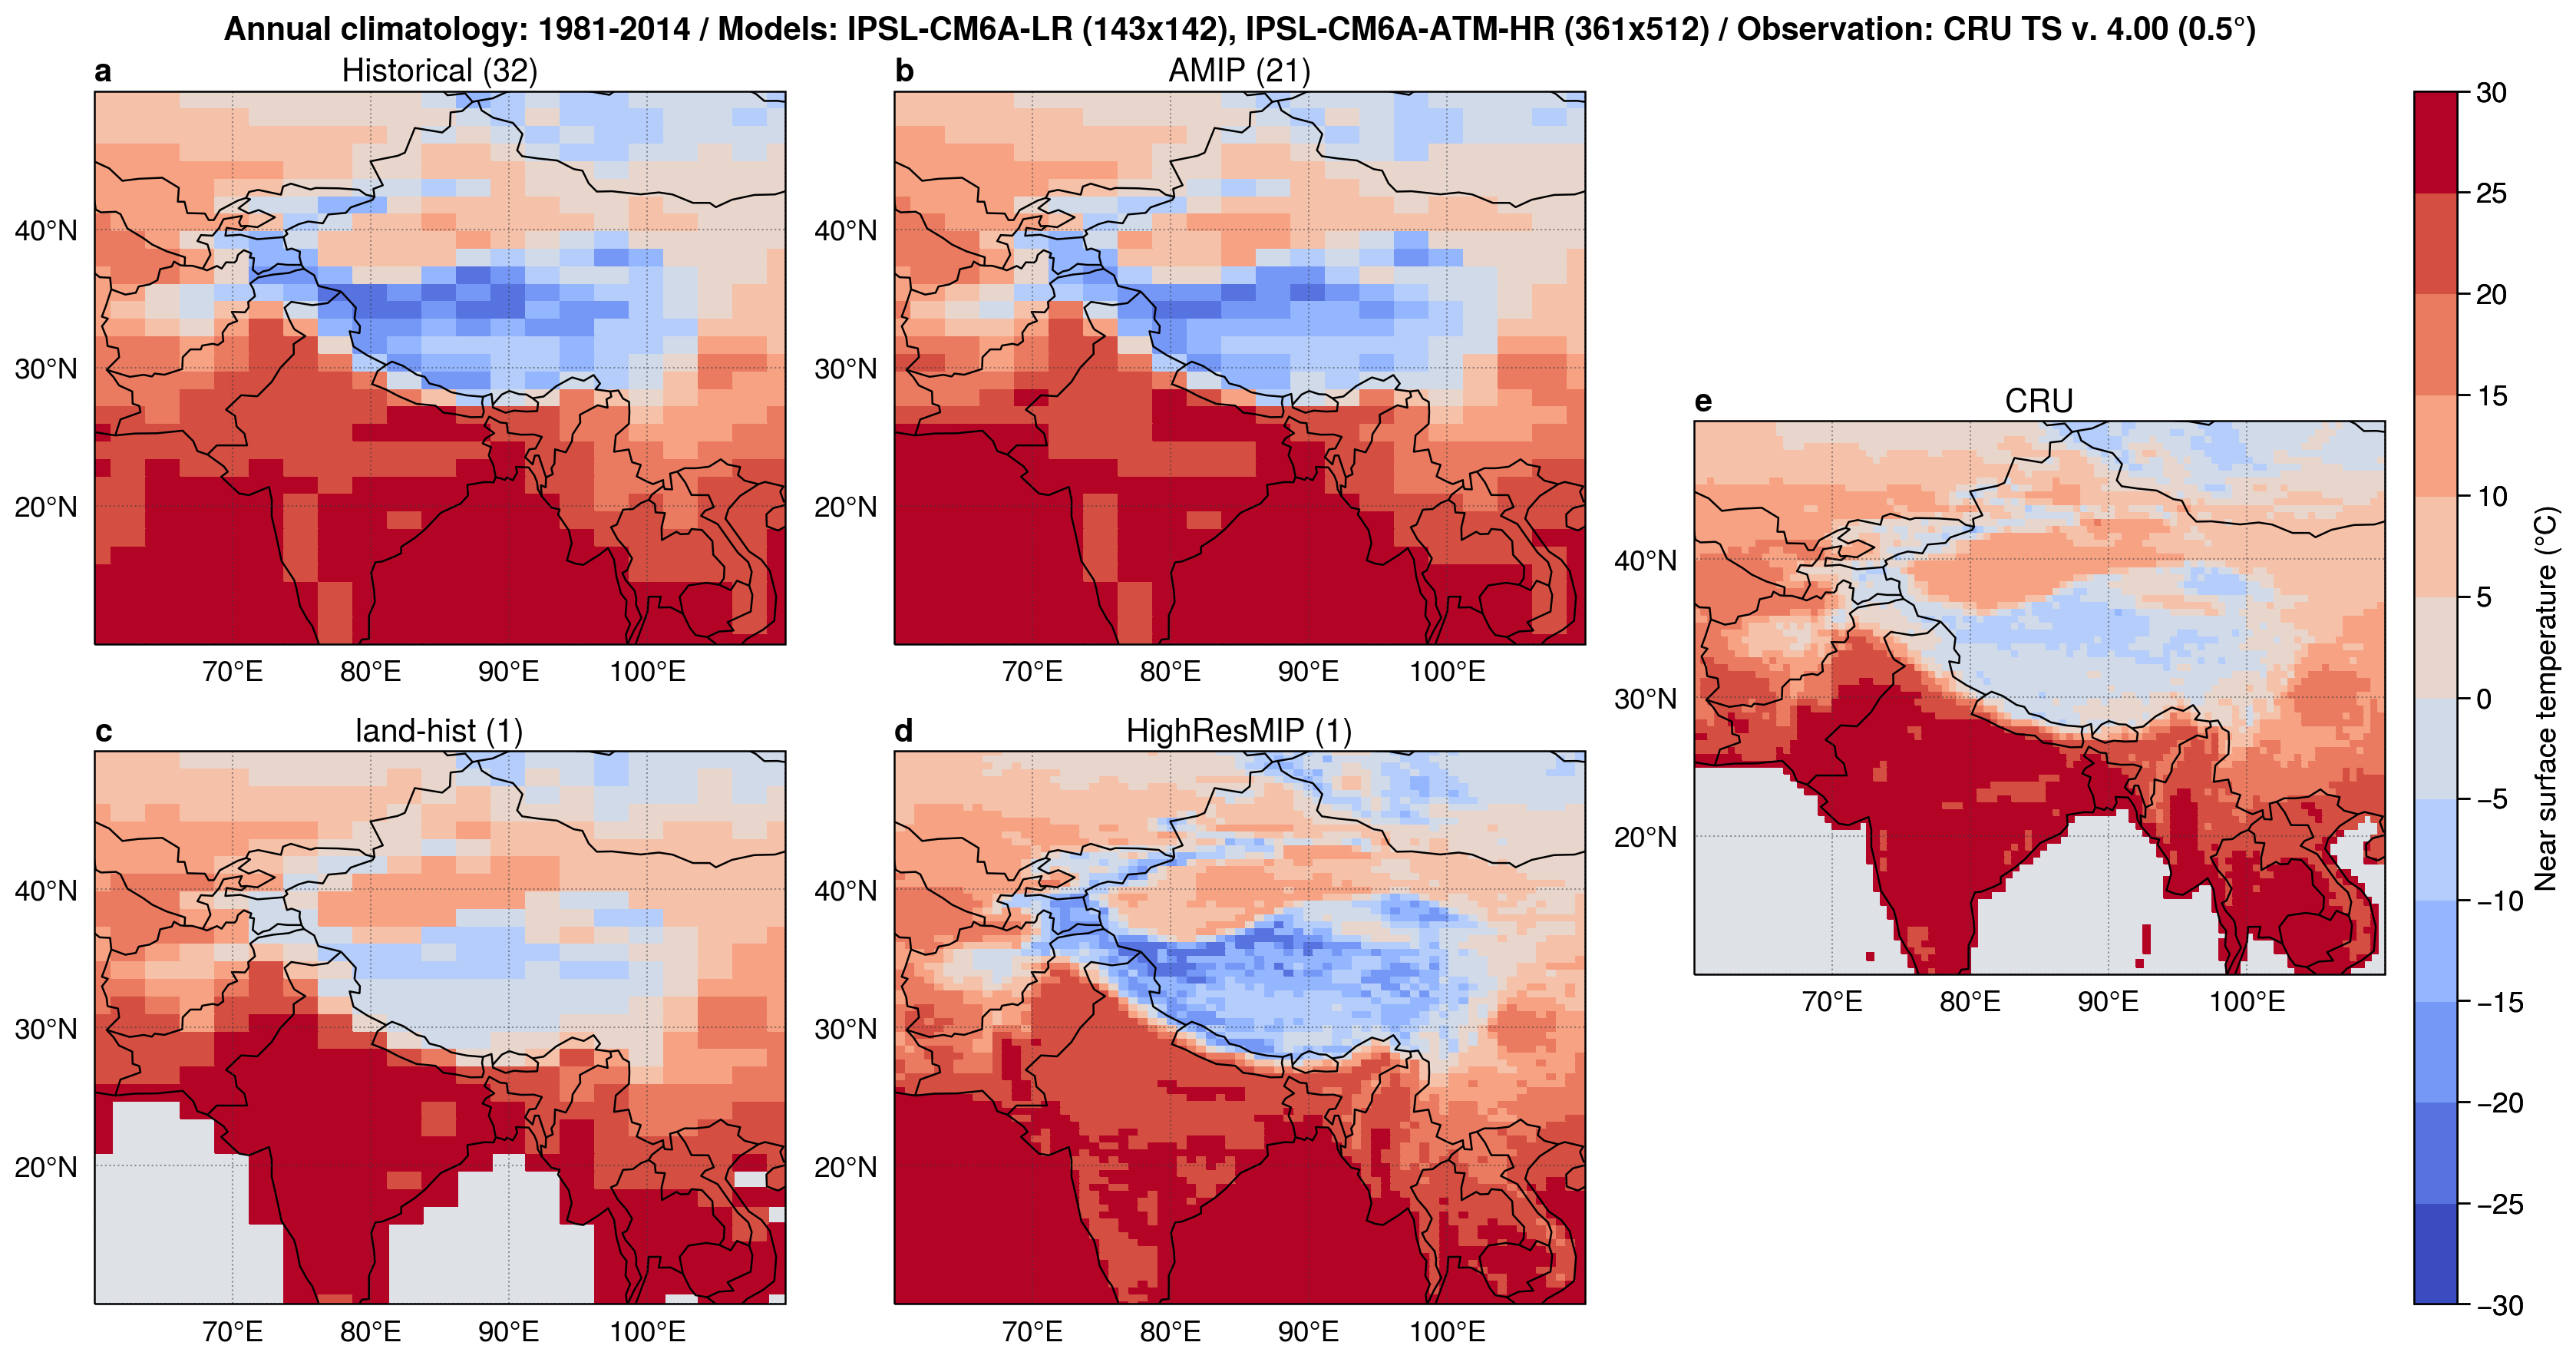 Annual climatology: 1981-2014 / Models: IPSL-CM6A-LR (143x142), IPSL-CM6A-ATM-HR (361x512) / Observation: CRU TS v. 4.00 (0.5°)
a Historical (32)
40°N
30°N
20°N
70°E 80°E 90°E 100°E
b AMIP (21)
40°N
30°N
20°N
70°E 80°E 90°E 100°E
c land-hist (1)
40°N
30°N
20°N
70°E 80°E 90°E 100°E
d HighResMIP (1)
40°N
30°N
20°N
70°E 80°E 90°E 100°E
e CRU
40°N
30°N
20°N
70°E 80°E 90°E 100°E
30
25
20
15
10
5
0
−5
−10
−15
−20
−25
−30
Near surface temperature (°C)